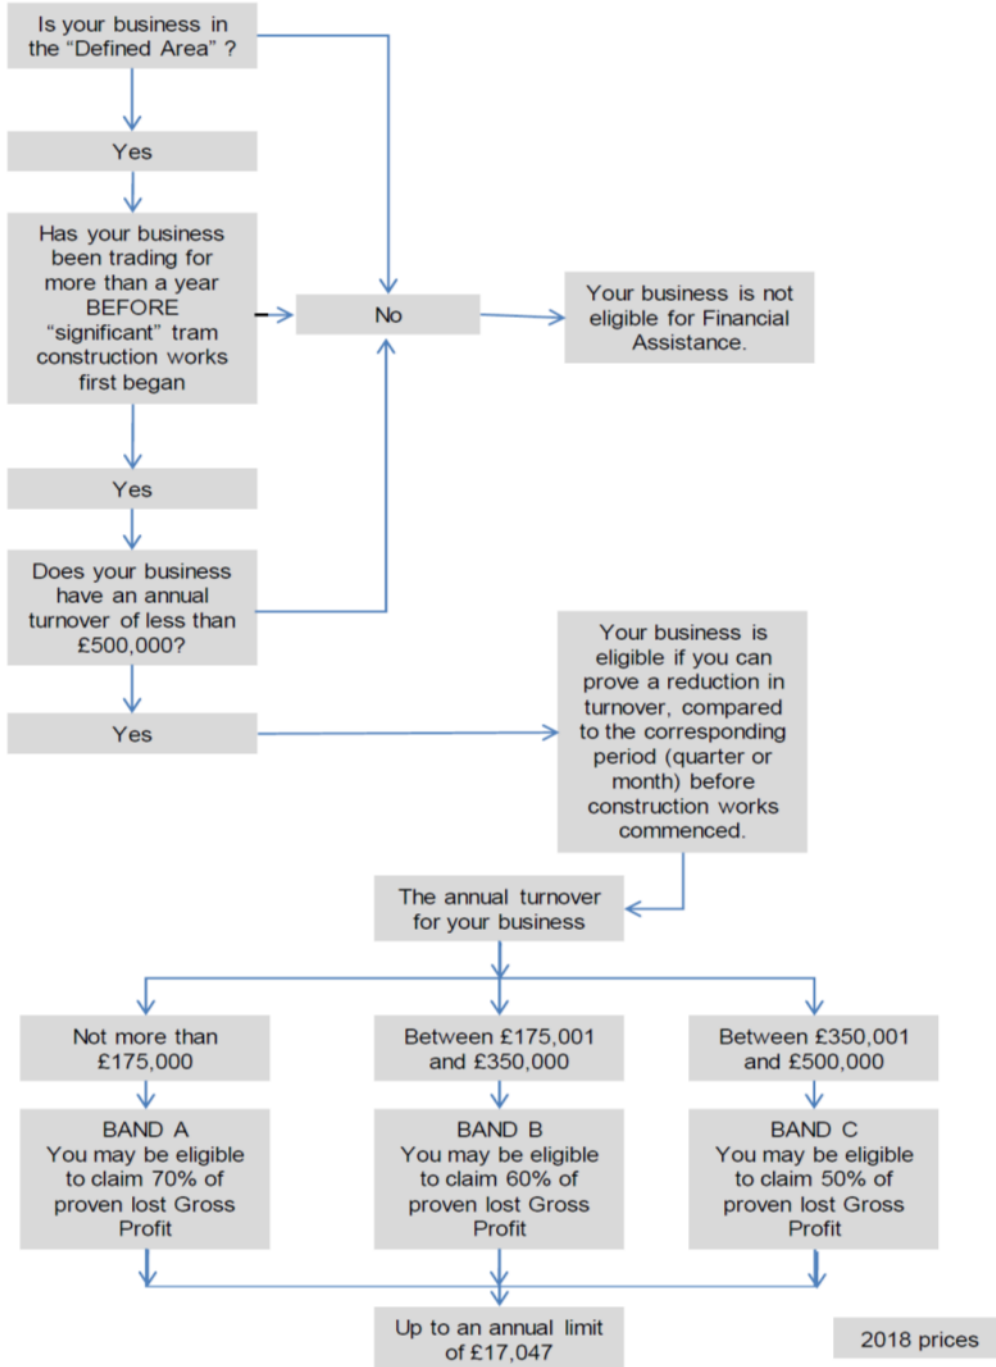 Is your business in
the “Defined Area” ?
Yes
Has your business
been trading for
more than a year
BEFORE
“significant” tram
construction works
first began
No
Your business is not
eligible for Financial
Assistance.
Yes
Does your business
have an annual
turnover of less than
£500,000?
Yes
Your business is
eligible if you can
prove a reduction in
turnover, compared
to the corresponding
period (quarter or
month) before
construction works
commenced.
The annual turnover
for your business
Not more than
£175,000
Between £175,001
and £350,000
Between £350,001
and £500,000
BAND A
You may be eligible
to claim 70% of
proven lost Gross
Profit
BAND B
You may be eligible
to claim 60% of
proven lost Gross
Profit
BAND C
You may be eligible
to claim 50% of
proven lost Gross
Profit
Up to an annual limit
of £17,047
2018 prices